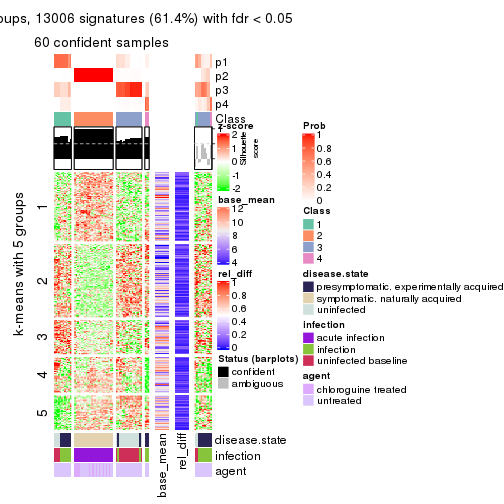 oups, 13006 signatures (61.4%) with fdr < 0.05
60 confident samples
p1
p2
p3
p4
Class
Silhouette
score
k-means with 5 groups
1
2
3
4
5
z-score
2
1
0
-1
-2
base_mean
12
10
8
6
4
rel_diff
1
0.8
0.6
0.4
0.2
0
Status (barplots)
confident
ambiguous
Prob
1
0.8
0.6
0.4
0.2
0
Class
1
2
3
4
disease.state
presymptomatic. experimentally acquired
symptomatic. naturally acquired
uninfected
infection
acute infection
infection
uninfected baseline
agent
chloroguine treated
untreated
disease.state
infection
agent
base_mean
rel_diff